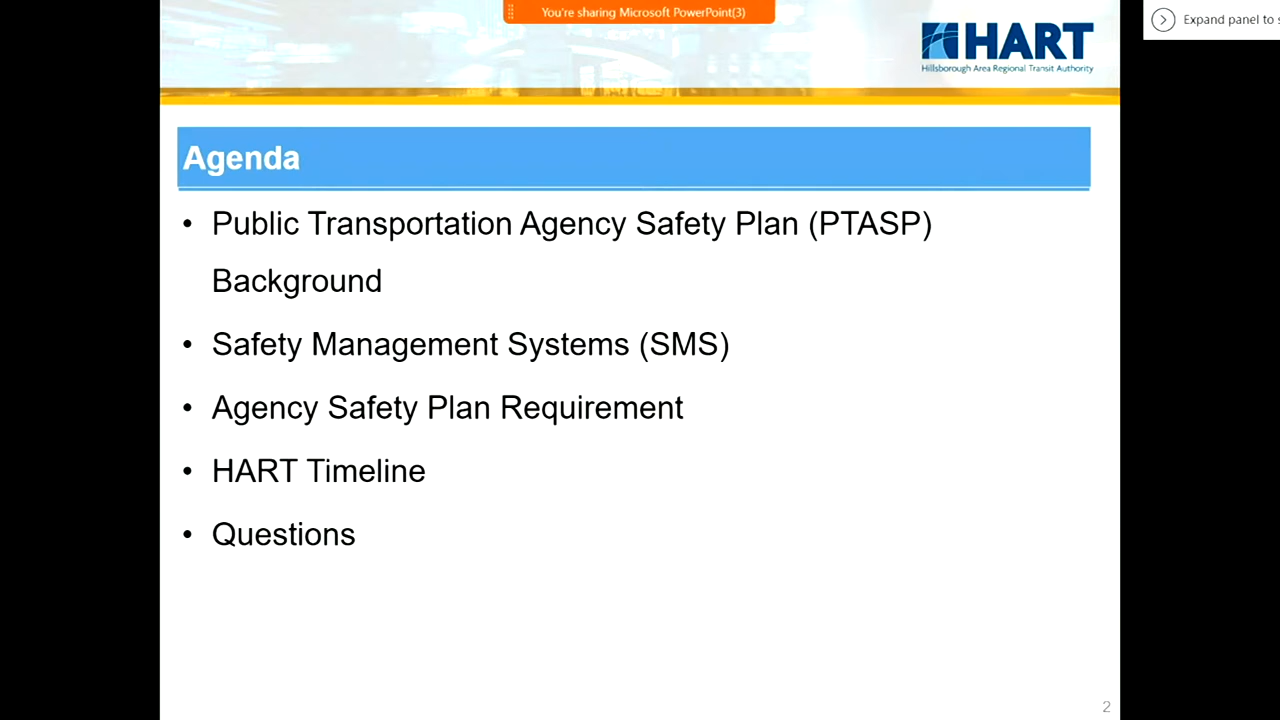 You're sharing Microsoft PowerPoint(3)
Expand panel to s
HART
Hillsborough Area Regional Transit Authority
Agenda
• Public Transportation Agency Safety Plan (PTASP)
Background
• Safety Management Systems (SMS)
• Agency Safety Plan Requirement
• HART Timeline
• Questions
2